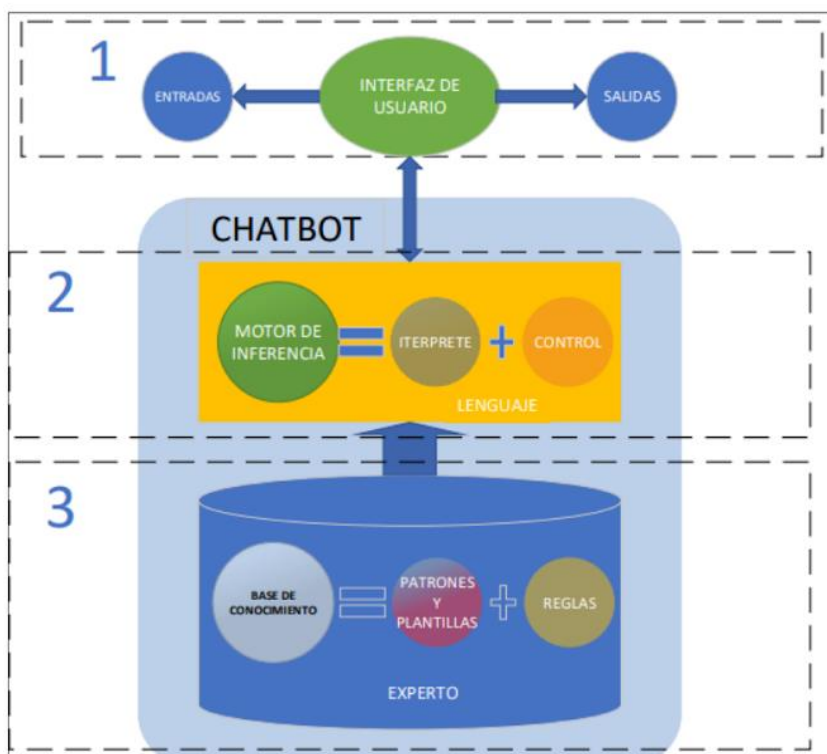 1
ENTRADAS
INTERFAZ DE
USUARIO
SALIDAS
CHATBOT
2
MOTOR DE
INFERENCIA
=
ITERPRETE
+
CONTROL
LENGUAJE
3
BASE DE
CONOCIMIENTO
=
PATRONES
Y
PLANTILLAS
+
REGLAS
EXPERTO